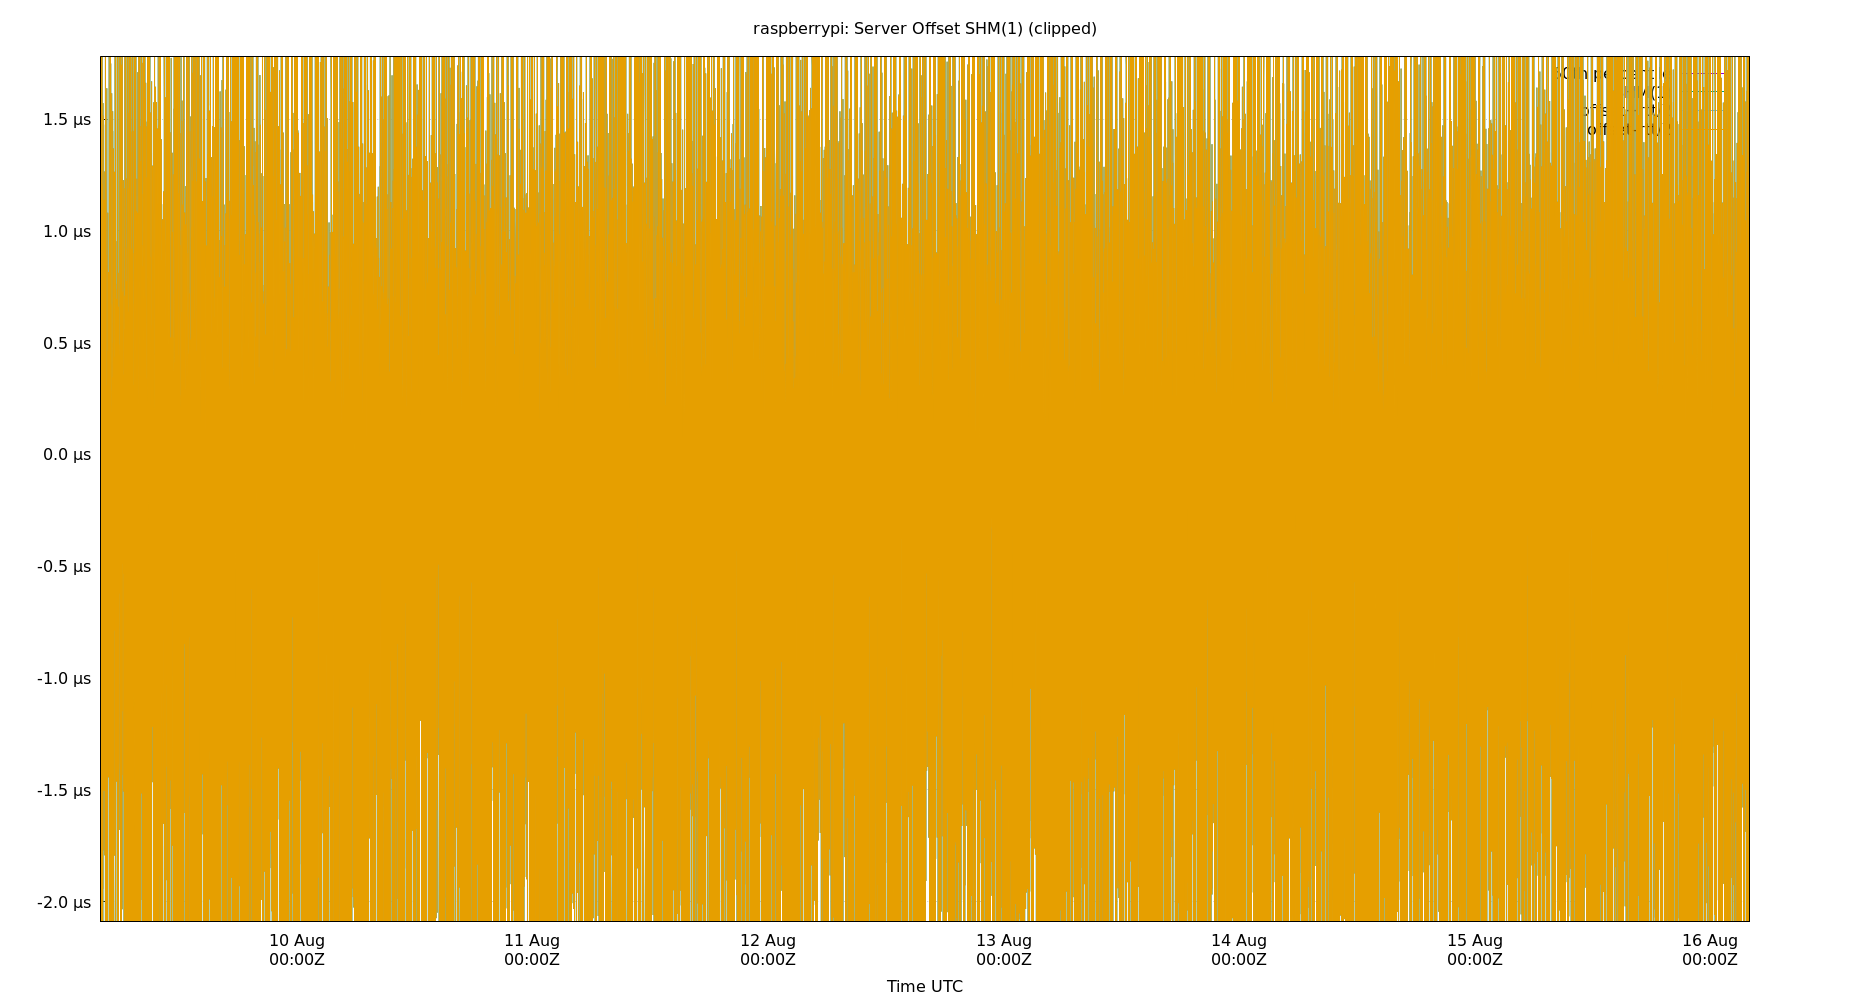 raspberrypi: Server Offset SHM(1) (clipped)
1.5 µs
1.0 µs
0.5 µs
0.0 µs
-0.5 µs
-1.0 µs
-1.5 µs
-2.0 µs
10 Aug 11 Aug 12 Aug 13 Aug 14 Aug 15 Aug 16 Aug
00:00Z 00:00Z 00:00Z 00:00Z 00:00Z 00:00Z 00:00Z
Time UTC